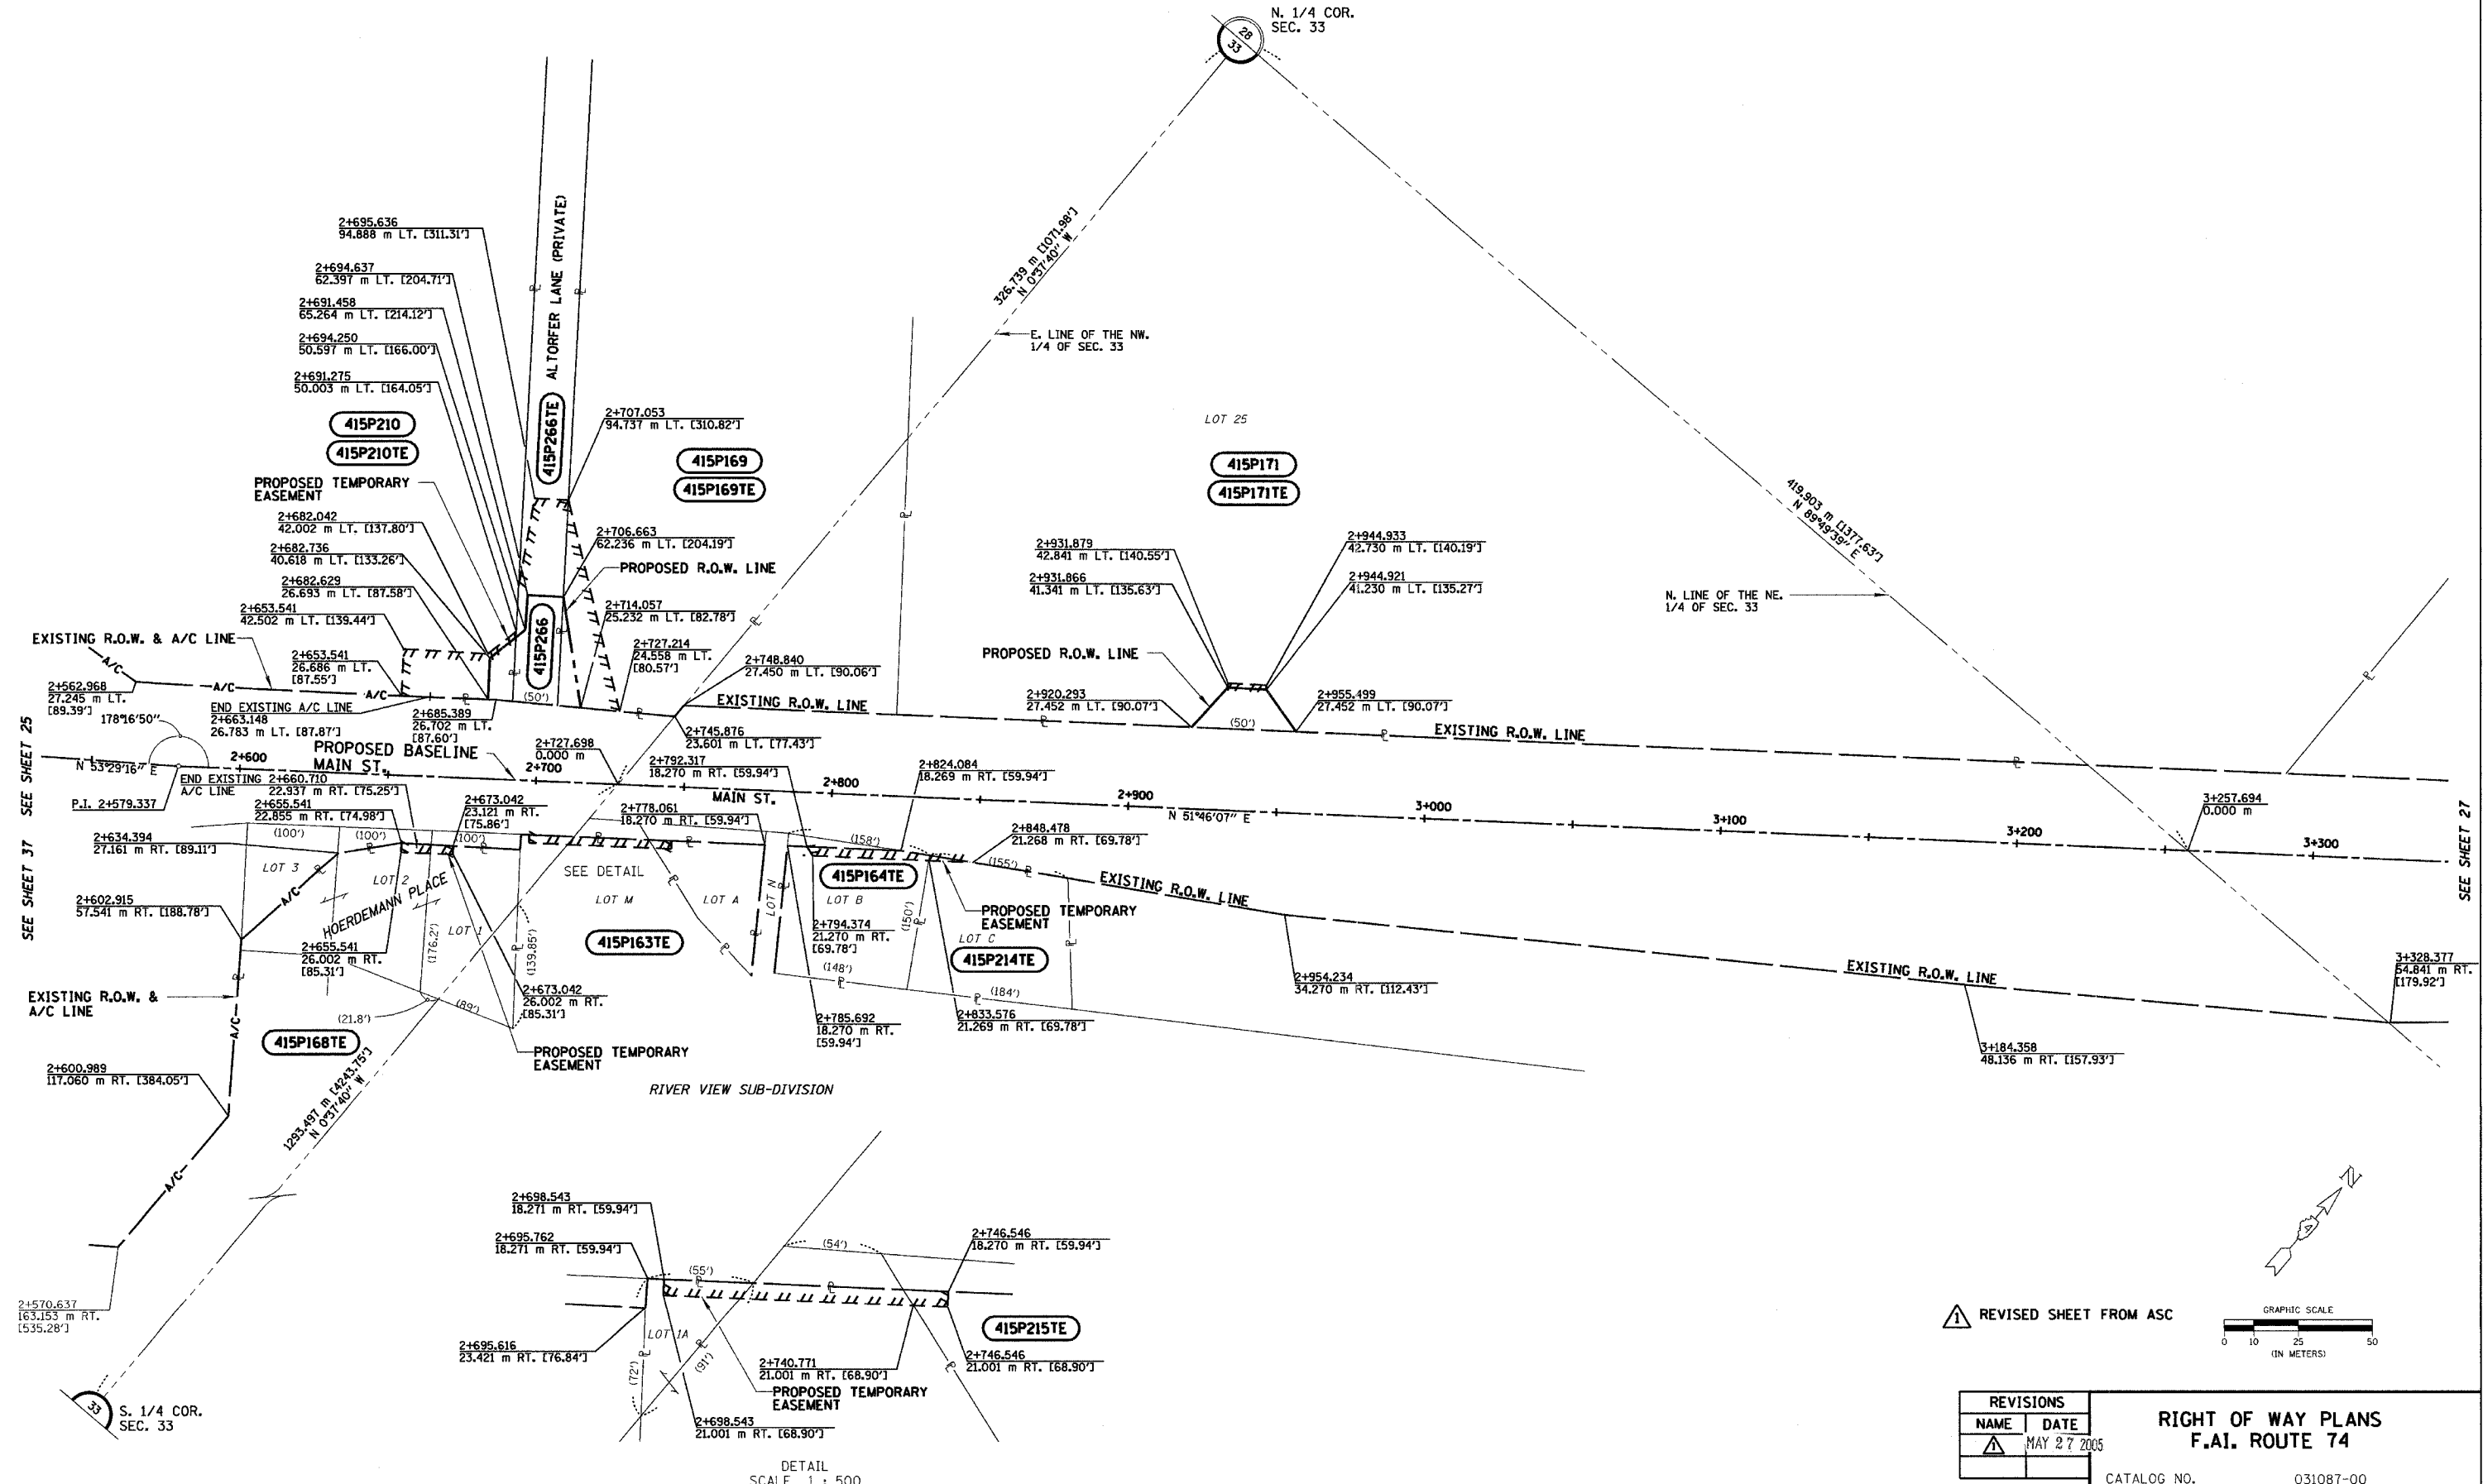 N. 1/4 COR.
SEC. 33
28
33
2+695.636
94.888 m LT. [311.31']
2+694.637
62.397 m LT. [204.71']
2+691.458
65.264 m LT. [214.12']
2+694.250
50.597 m LT. [166.00']
2+691.275
50.003 m LT. [164.05']
415P210
415P210TE
PROPOSED TEMPORARY
EASEMENT
2+682.042
42.002 m LT. [137.80']
2+682.736
40.618 m LT. [133.26']
2+682.629
26.693 m LT. [87.58']
2+653.541
42.502 m LT. [139.44']
EXISTING R.O.W. & A/C LINE
2+653.541
26.686 m LT.
[87.55']
2+562.968
27.245 m LT.
[89.39']
A/C
A/C
A/C
END EXISTING A/C LINE
2+663.148
26.783 m LT. [87.87']
2+685.389
26.702 m LT.
[87.60']
178°16'50"
SEE SHEET 25
SEE SHEET 37
ALTORFER LANE (PRIVATE)
415P266TE
415P266
(50')
2+707.053
94.737 m LT. [310.82']
415P169
415P169TE
2+706.663
62.236 m LT. [204.19']
PROPOSED R.O.W. LINE
2+714.057
25.232 m LT. [82.78']
2+727.214
24.558 m LT.
[80.57']
2+748.840
27.450 m LT. [90.06']
EXISTING R.O.W. LINE
2+745.876
23.601 m LT. [77.43']
326.739 m [1071.98']
N 0°37'40" W
E. LINE OF THE NW.
1/4 OF SEC. 33
LOT 25
415P171
415P171TE
2+931.879
42.841 m LT. [140.55']
2+931.866
41.341 m LT. [135.63']
2+944.933
42.730 m LT. [140.19']
2+944.921
41.230 m LT. [135.27']
PROPOSED R.O.W. LINE
2+920.293
27.452 m LT. [90.07']
(50')
2+955.499
27.452 m LT. [90.07']
EXISTING R.O.W. LINE
419.903 m [1377.63']
N 89°49'39" E
N. LINE OF THE NE.
1/4 OF SEC. 33
N 53°29'16" E
2+600
PROPOSED BASELINE
MAIN ST.
2+700
2+727.698
0.000 m
MAIN ST.
2+800
2+900
N 51°46'07" E
3+000
3+100
3+200
3+257.694
0.000 m
3+300
SEE SHEET 27
P.I. 2+579.337
END EXISTING 2+660.710
A/C LINE 22.937 m RT. [75.25']
2+655.541
22.855 m RT. [74.98']
2+673.042
23.121 m RT.
[75.86']
2+634.394
27.161 m RT. [89.11']
(100')
(100')
(100')
LOT 3
LOT 2
LOT 1
HOERDEMANN PLACE
A/C
2+602.915
57.541 m RT. [188.78']
2+655.541
26.002 m RT.
[85.31']
(176.2')
(139.85')
(89')
(21.8')
2+673.042
26.002 m RT.
[85.31']
EXISTING R.O.W. &
A/C LINE
A/C
415P168TE
PROPOSED TEMPORARY
EASEMENT
2+600.989
117.060 m RT. [384.05']
A/C
1293.497 m [4243.75']
N 0°37'40" W
2+570.637
163.153 m RT.
[535.28']
33
S. 1/4 COR.
SEC. 33
2+792.317
18.270 m RT. [59.94']
2+778.061
18.270 m RT. [59.94']
2+824.084
18.269 m RT. [59.94']
2+848.478
21.268 m RT. [69.78']
(158')
(155')
SEE DETAIL
LOT M
LOT A
LOT N
LOT B
LOT C
415P164TE
415P163TE
415P214TE
2+794.374
21.270 m RT.
[69.78']
(150')
(148')
(184')
PROPOSED TEMPORARY
EASEMENT
2+785.692
18.270 m RT.
[59.94']
2+833.576
21.269 m RT. [69.78']
EXISTING R.O.W. LINE
2+954.234
34.270 m RT. [112.43']
EXISTING R.O.W. LINE
3+184.358
48.136 m RT. [157.93']
3+328.377
54.841 m RT.
[179.92']
RIVER VIEW SUB-DIVISION
2+698.543
18.271 m RT. [59.94']
2+695.762
18.271 m RT. [59.94']
2+695.616
23.421 m RT. [76.84']
(55')
(54')
2+746.546
18.270 m RT. [59.94']
415P215TE
2+746.546
21.001 m RT. [68.90']
LOT 1A
(72')
(91')
2+740.771
21.001 m RT. [68.90']
PROPOSED TEMPORARY
EASEMENT
2+698.543
21.001 m RT. [68.90']
DETAIL
SCALE 1 : 500
N
1 REVISED SHEET FROM ASC
GRAPHIC SCALE
0 10 25 50
(IN METERS)
REVISIONS
NAME DATE
1 MAY 27 2005
RIGHT OF WAY PLANS
F.AI. ROUTE 74
CATALOG NO. 031087-00